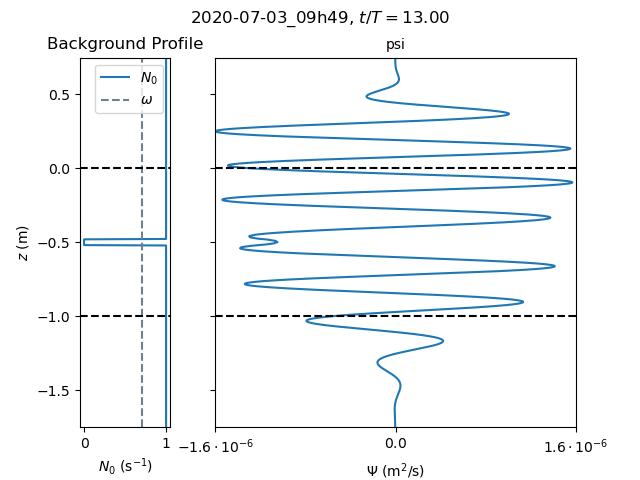 2020-07-03_09h49, t/T = 13.00
Background Profile
psi
N₀
ω
0.5
0.0
−0.5
−1.0
−1.5
z (m)
0 1
−1.6 · 10⁻⁶ 0.0 1.6 · 10⁻⁶
N₀ (s⁻¹)
Ψ (m²/s)